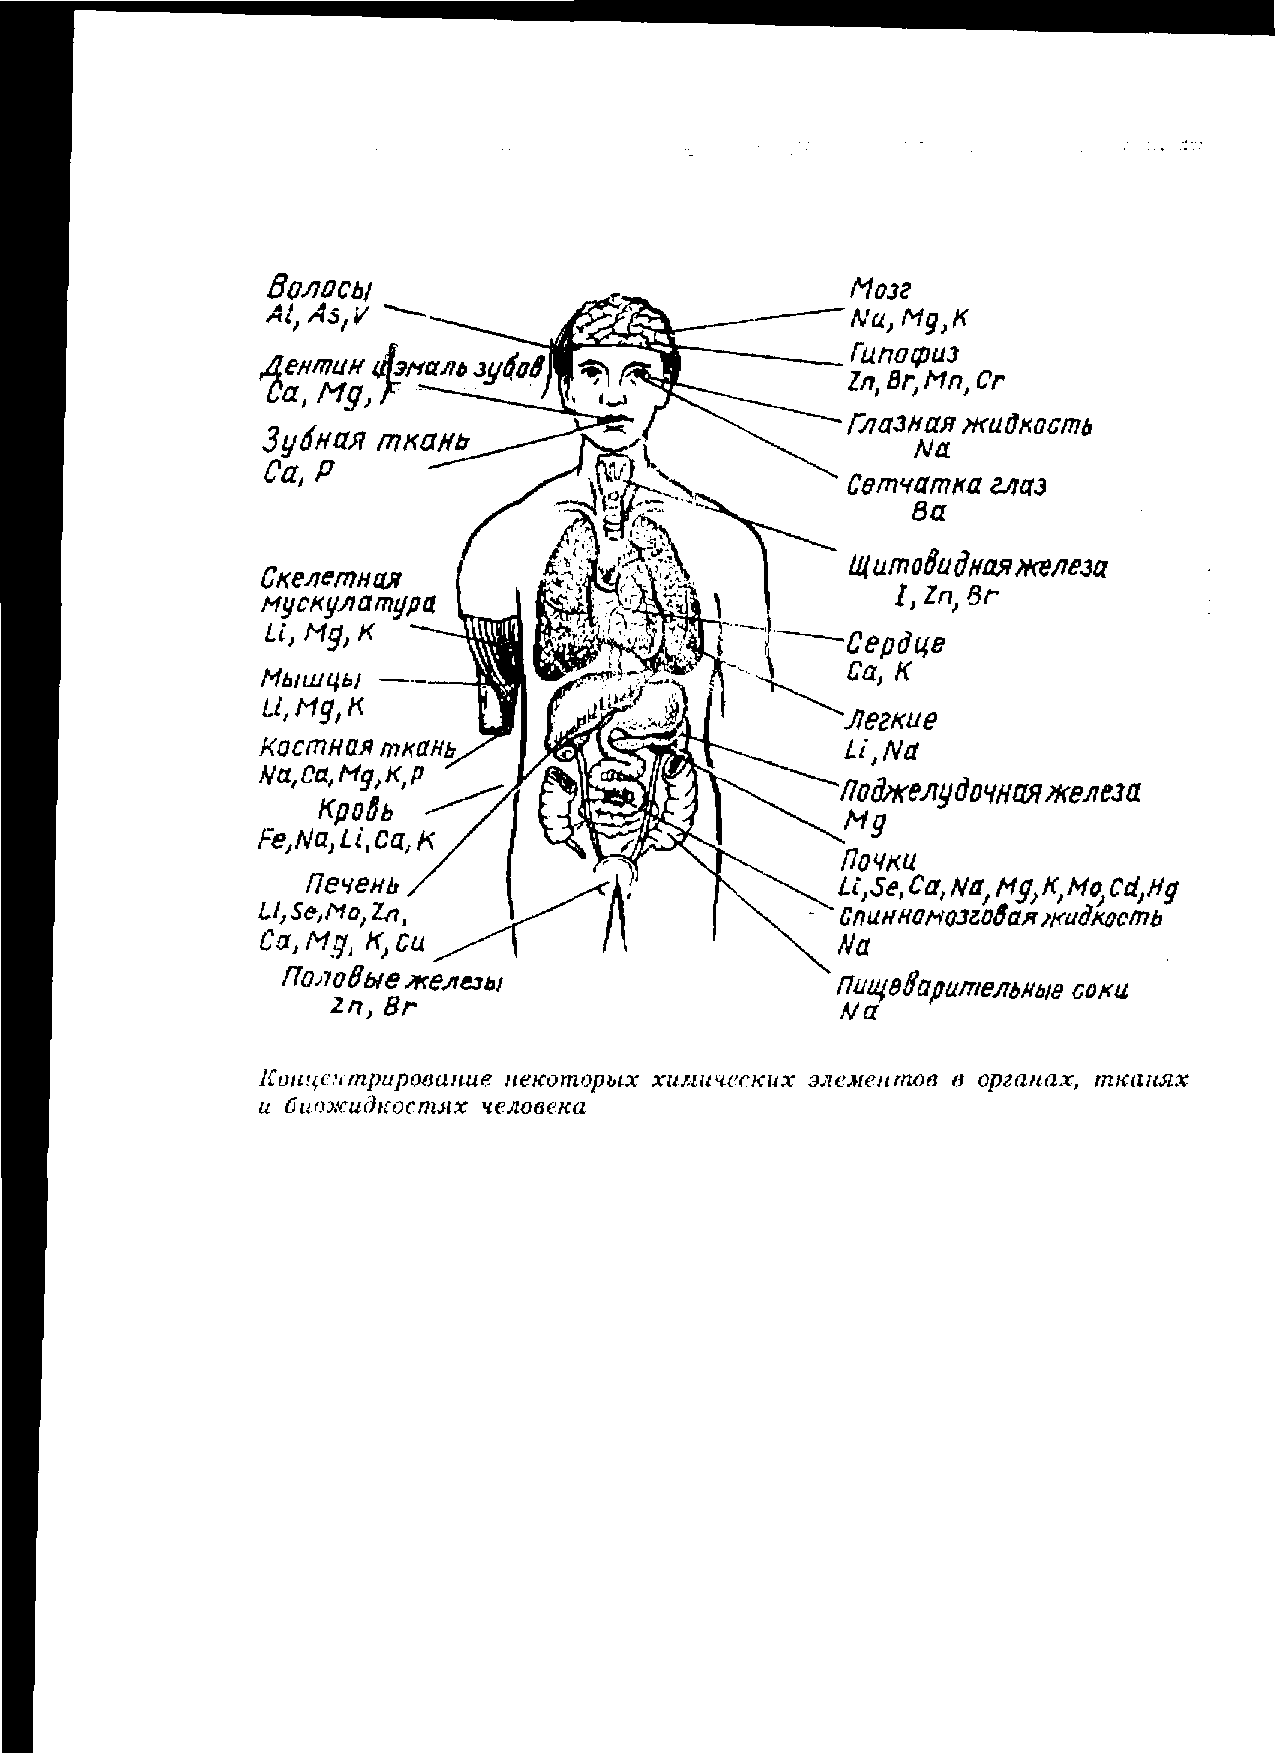 Волосы
Al, As, V
Дентин и эмаль зубов
Ca, Mg, F
Зубная ткань
Ca, P
Скелетная
мускулатура
Li, Mg, K
Мышцы
Li, Mg, K
Костная ткань
Na, Ca, Mg, K, P
Кровь
Fe, Na, Li, Ca, K
Печень
Li, Se, Mo, Zn,
Ca, Mg, K, Cu
Половые железы
Zn, Br
Мозг
Na, Mg, K
Гипофиз
Zn, Br, Mn, Cr
Глазная жидкость
Na
Сетчатка глаз
Ba
Щитовидная железа
I, Zn, Br
Сердце
Ca, K
Легкие
Li, Na
Поджелудочная железа
Mg
Почки
Li, Se, Ca, Na, Mg, K, Mo, Cd, Hg
Спинномозговая жидкость
Na
Пищеварительные соки
Na
Концентрирование некоторых химических элементов в органах, тканях
и биожидкостях человека